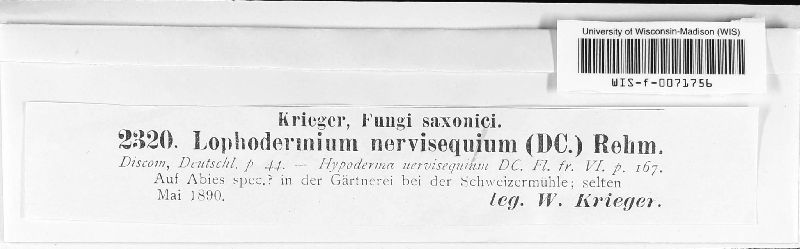 University of Wisconsin-Madison (WIS)
WIS-f-0071756
Krieger, Fungi saxonici.
2320. Lophodermium nervisequium (DC.) Rehm.
Discom, Deutschl. p 44. — Hypoderma nervisequium DC. Fl. fr. VI. p. 167.
Auf Abies spec.? in der Gärtnerei bei der Schweizermühle; selten
Mai 1890.
leg. W. Krieger.